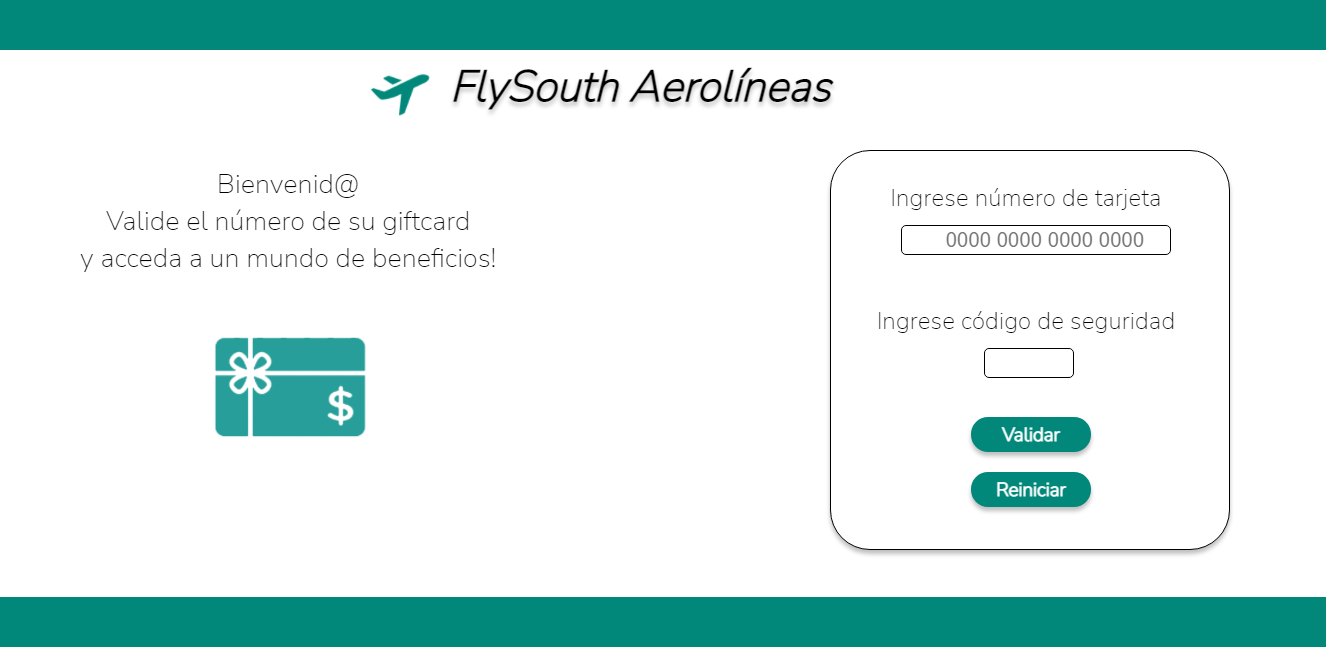 FlySouth Aerolíneas
Bienvenid@
Valide el número de su giftcard
y acceda a un mundo de beneficios!
$
Ingrese número de tarjeta
0000 0000 0000 0000
Ingrese código de seguridad
Validar
Reiniciar